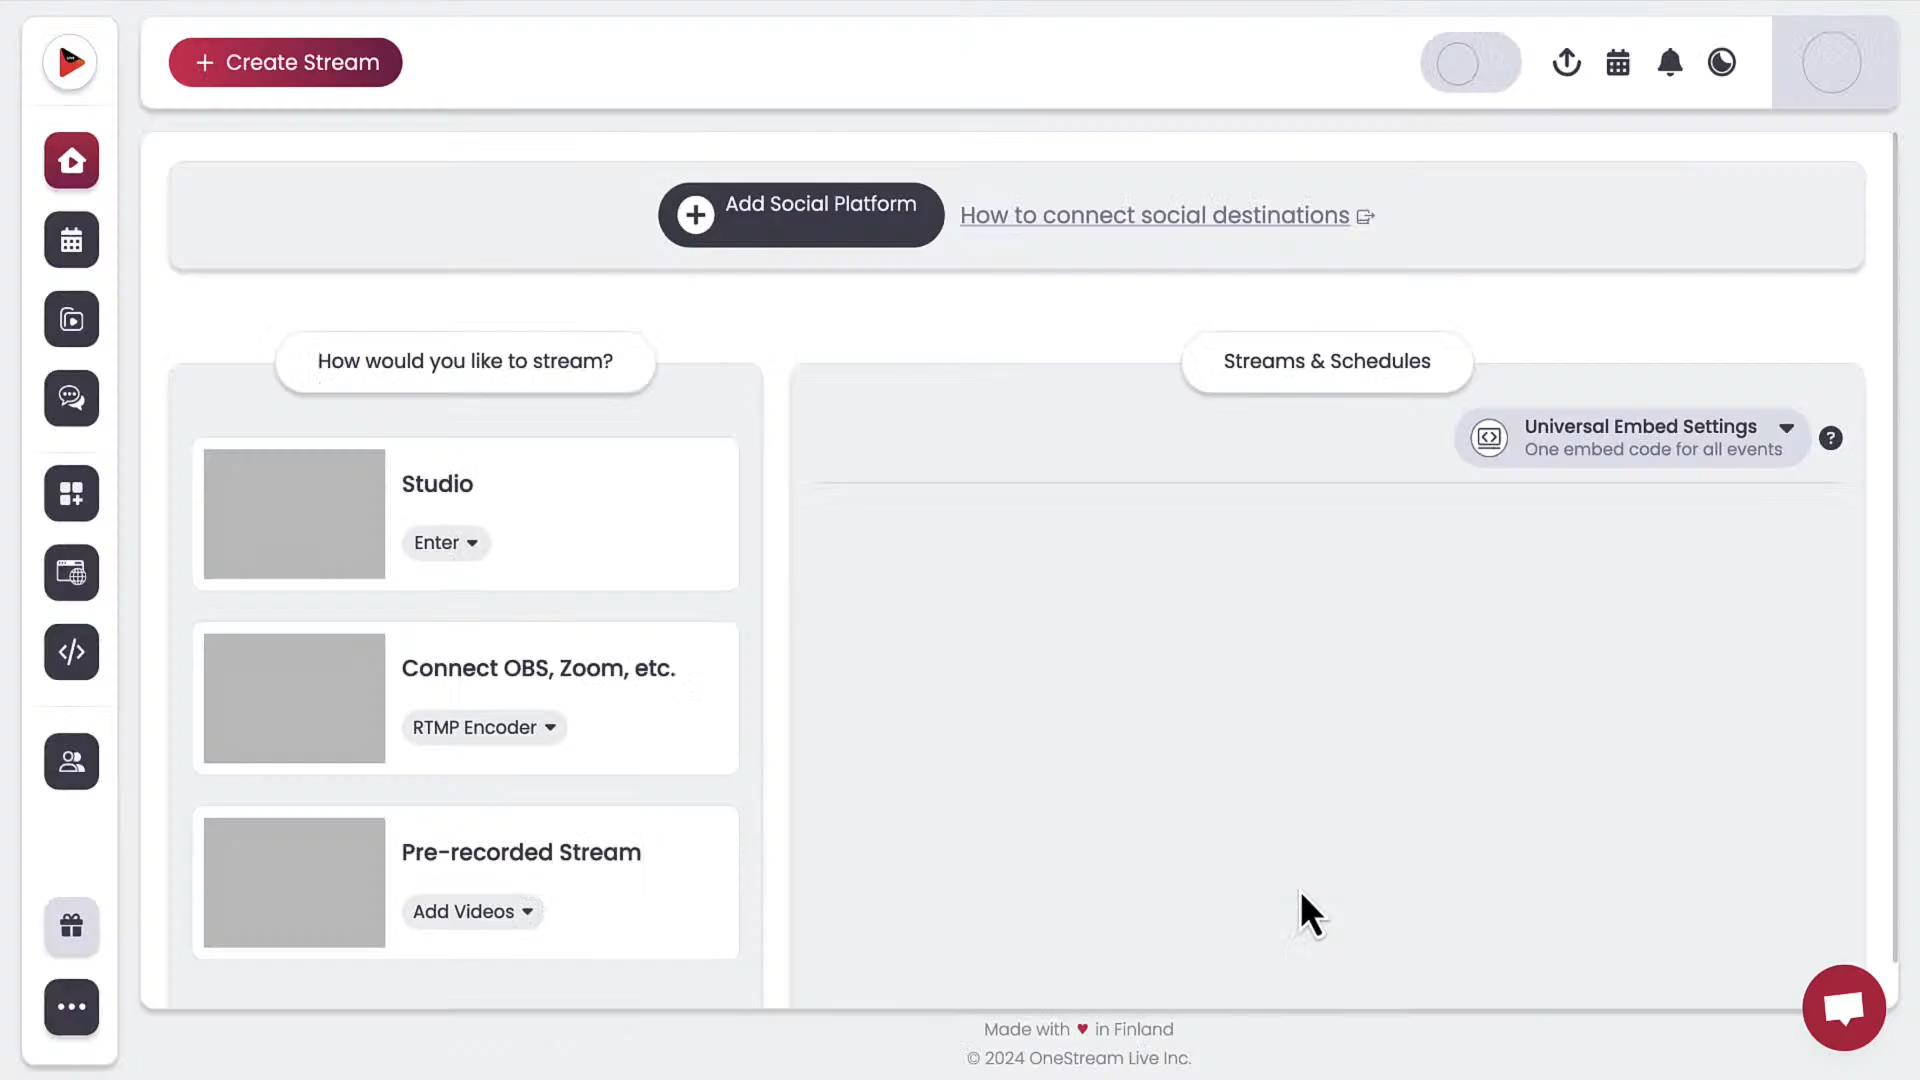 Create Stream
Add Social Platform
How to connect social destinations
How would you like to stream?
Streams & Schedules
Universal Embed Settings
One embed code for all events
?
Studio
Enter
Connect OBS, Zoom, etc.
RTMP Encoder
Pre-recorded Stream
Add Videos
Made with ♥ in Finland
© 2024 OneStream Live Inc.